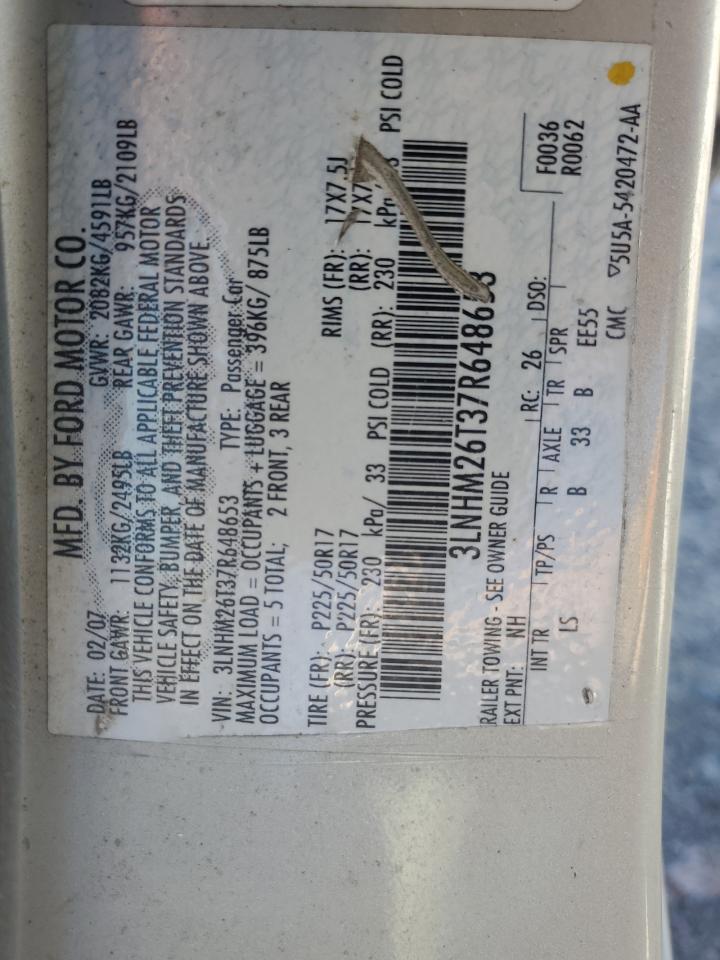 MFD. BY FORD MOTOR CO.
DATE: 02/07 GVWR: 2082KG/4591LB
FRONT GAWR: 1132KG/2495LB REAR GAWR: 957KG/2109LB
THIS VEHICLE CONFORMS TO ALL APPLICABLE FEDERAL MOTOR
VEHICLE SAFETY, BUMPER, AND THEFT PREVENTION STANDARDS
IN EFFECT ON THE DATE OF MANUFACTURE SHOWN ABOVE.
VIN: 3LNHM26T37R648653 TYPE: Passenger Car
MAXIMUM LOAD = OCCUPANTS + LUGGAGE = 396KG/ 875LB
OCCUPANTS = 5 TOTAL; 2 FRONT, 3 REAR
TIRE (FR): P225/50R17 RIMS (FR): 17X7.5J
(RR): P225/50R17 (RR):
PRESSURE (FR): 230 kPa/ 33 PSI COLD (RR): 230 kPa/ PSI COLD
3LNHM26T37R648653
RAILER TOWING - SEE OWNER GUIDE
EXT PNT: NH RC: 26 DSO: F0036
R0062
INT TR TP/PS R AXLE TR SPR
LS B 33 B EE55
CMC ▽5U5A-5420472-AA